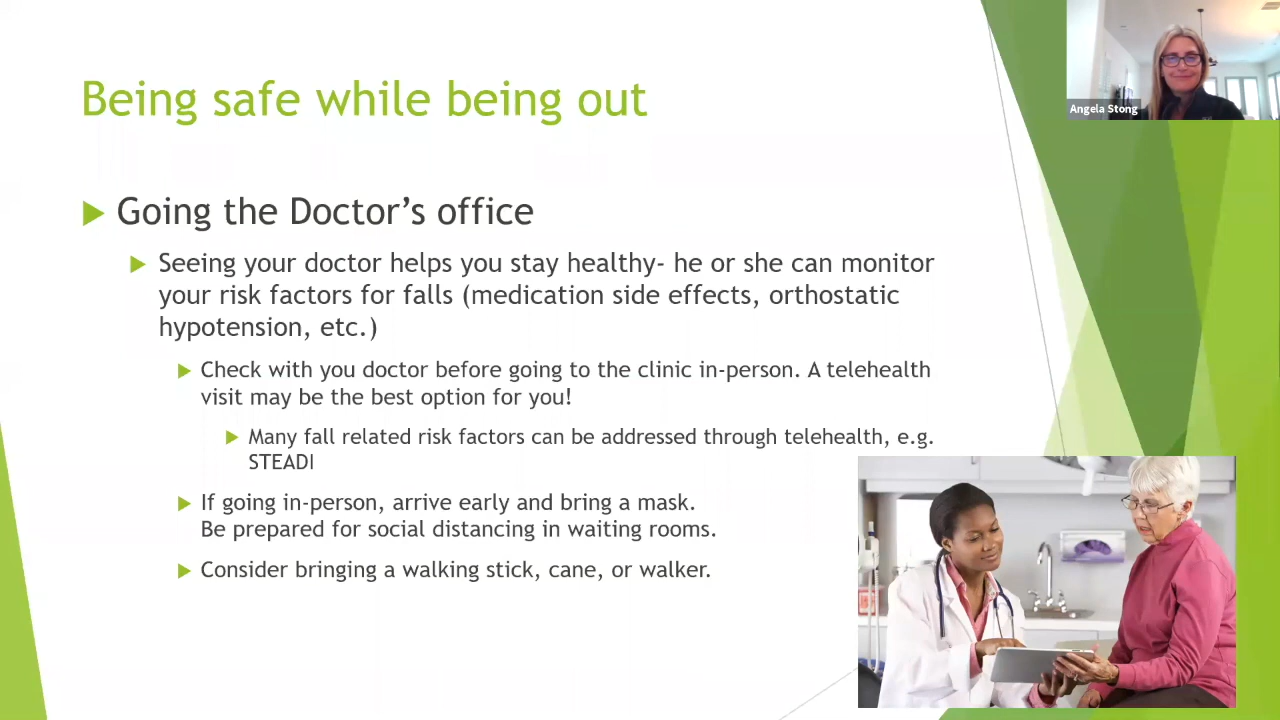 Being safe while being out
Angela Stong
Going the Doctor's office
Seeing your doctor helps you stay healthy- he or she can monitor
your risk factors for falls (medication side effects, orthostatic
hypotension, etc.)
Check with you doctor before going to the clinic in-person. A telehealth
visit may be the best option for you!
Many fall related risk factors can be addressed through telehealth, e.g.
STEADI
If going in-person, arrive early and bring a mask.
Be prepared for social distancing in waiting rooms.
Consider bringing a walking stick, cane, or walker.